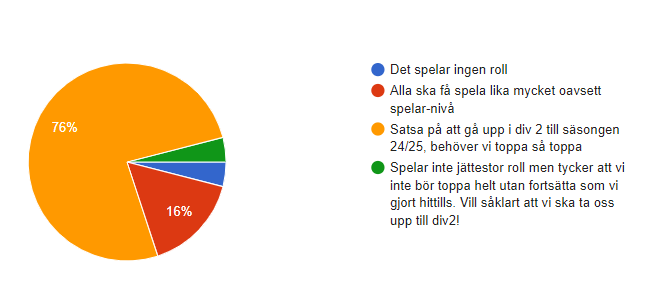 Det spelar ingen roll
Alla ska få spela lika mycket oavsett
spelar-nivå
Satsa på att gå upp i div 2 till säsongen
24/25, behöver vi toppa så toppa
Spelar inte jättestor roll men tycker att vi
inte bör toppa helt utan fortsätta som vi
gjort hittills. Vill såklart att vi ska ta oss
upp till div2!
76%
16%